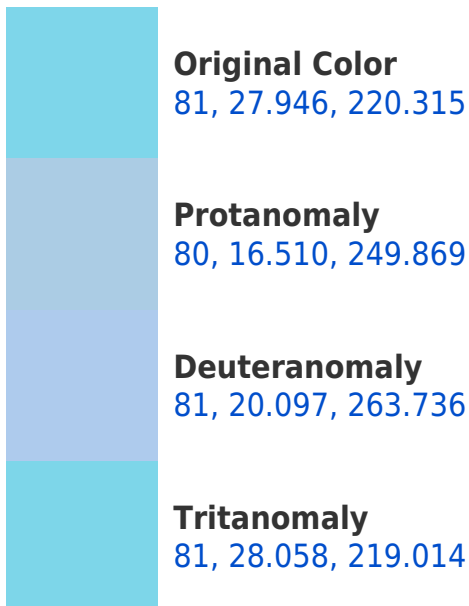 Original Color
81, 27.946, 220.315
Protanomaly
80, 16.510, 249.869
Deuteranomaly
81, 20.097, 263.736
Tritanomaly
81, 28.058, 219.014